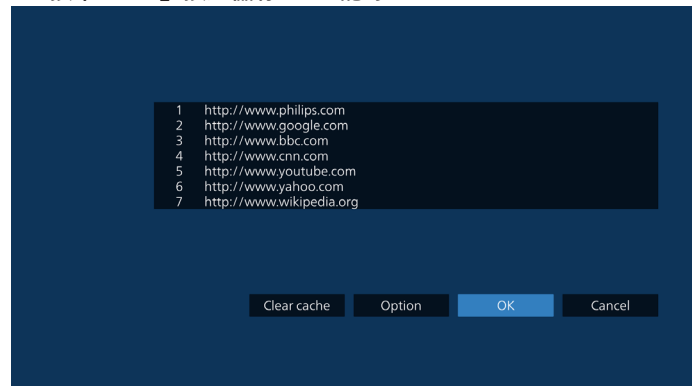 1 http://www.philips.com
2 http://www.google.com
3 http://www.bbc.com
4 http://www.cnn.com
5 http://www.youtube.com
6 http://www.yahoo.com
7 http://www.wikipedia.org
Clear cache Option OK Cancel